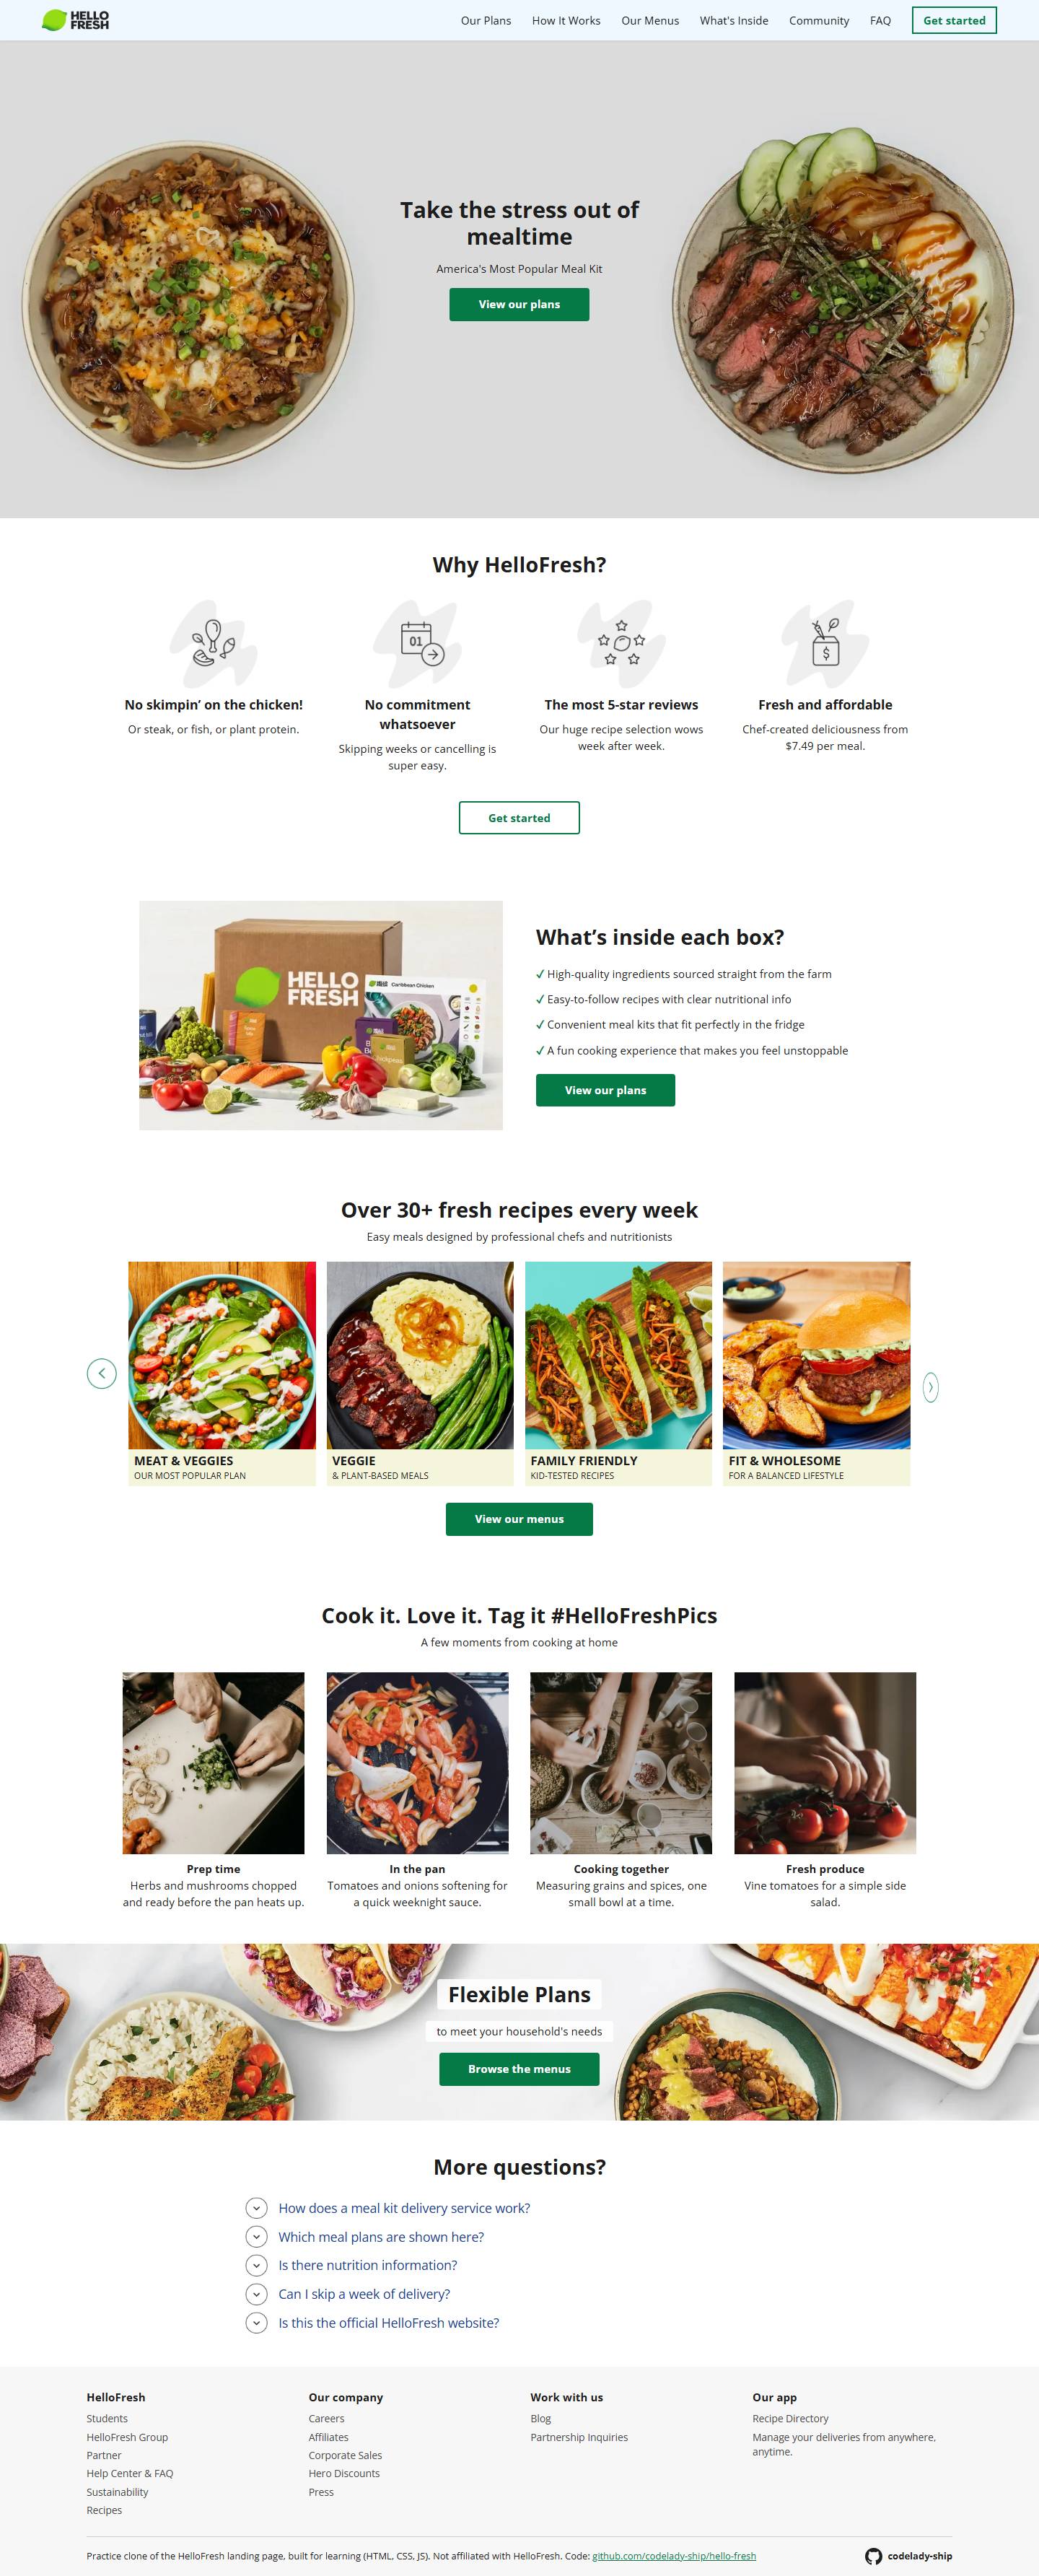 HELLO
FRESH
Our Plans How It Works Our Menus What's Inside Community FAQ Get started
Take the stress out of
mealtime
America's Most Popular Meal Kit
View our plans
Why HelloFresh?
01
$
No skimpin’ on the chicken!
Or steak, or fish, or plant protein.
No commitment
whatsoever
Skipping weeks or cancelling is
super easy.
The most 5-star reviews
Our huge recipe selection wows
week after week.
Fresh and affordable
Chef-created deliciousness from
$7.49 per meal.
Get started
HELLO
FRESH
Caribbean Chicken
What’s inside each box?
✓ High-quality ingredients sourced straight from the farm
✓ Easy-to-follow recipes with clear nutritional info
✓ Convenient meal kits that fit perfectly in the fridge
✓ A fun cooking experience that makes you feel unstoppable
View our plans
Over 30+ fresh recipes every week
Easy meals designed by professional chefs and nutritionists
MEAT & VEGGIES
OUR MOST POPULAR PLAN
VEGGIE
& PLANT-BASED MEALS
FAMILY FRIENDLY
KID-TESTED RECIPES
FIT & WHOLESOME
FOR A BALANCED LIFESTYLE
View our menus
Cook it. Love it. Tag it #HelloFreshPics
A few moments from cooking at home
Prep time
Herbs and mushrooms chopped
and ready before the pan heats up.
In the pan
Tomatoes and onions softening for
a quick weeknight sauce.
Cooking together
Measuring grains and spices, one
small bowl at a time.
Fresh produce
Vine tomatoes for a simple side
salad.
Flexible Plans
to meet your household's needs
Browse the menus
More questions?
How does a meal kit delivery service work?
Which meal plans are shown here?
Is there nutrition information?
Can I skip a week of delivery?
Is this the official HelloFresh website?
HelloFresh
Students
HelloFresh Group
Partner
Help Center & FAQ
Sustainability
Recipes
Our company
Careers
Affiliates
Corporate Sales
Hero Discounts
Press
Work with us
Blog
Partnership Inquiries
Our app
Recipe Directory
Manage your deliveries from anywhere,
anytime.
Practice clone of the HelloFresh landing page, built for learning (HTML, CSS, JS). Not affiliated with HelloFresh. Code: github.com/codelady-ship/hello-fresh
codelady-ship